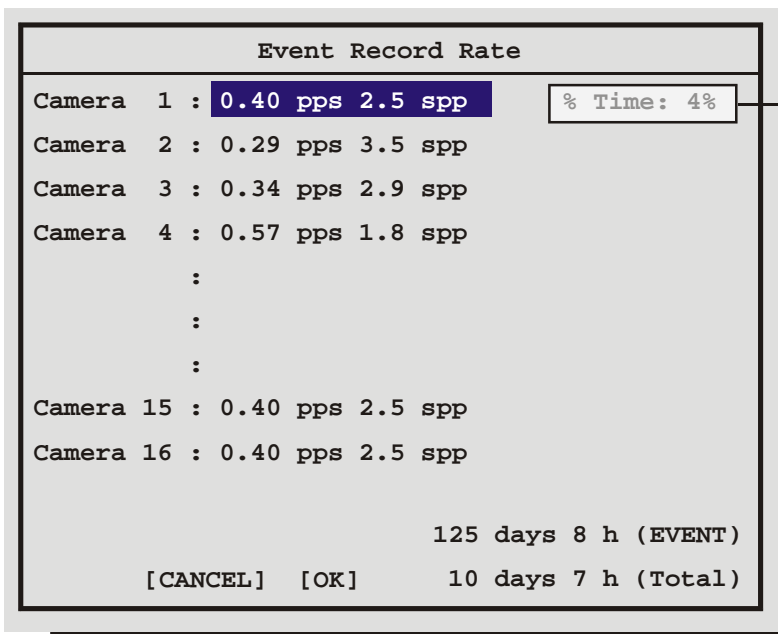 Event Record Rate
Camera 1 : 0.40 pps 2.5 spp % Time: 4%
Camera 2 : 0.29 pps 3.5 spp
Camera 3 : 0.34 pps 2.9 spp
Camera 4 : 0.57 pps 1.8 spp
:
:
:
Camera 15 : 0.40 pps 2.5 spp
Camera 16 : 0.40 pps 2.5 spp
125 days 8 h (EVENT)
[CANCEL] [OK] 10 days 7 h (Total)